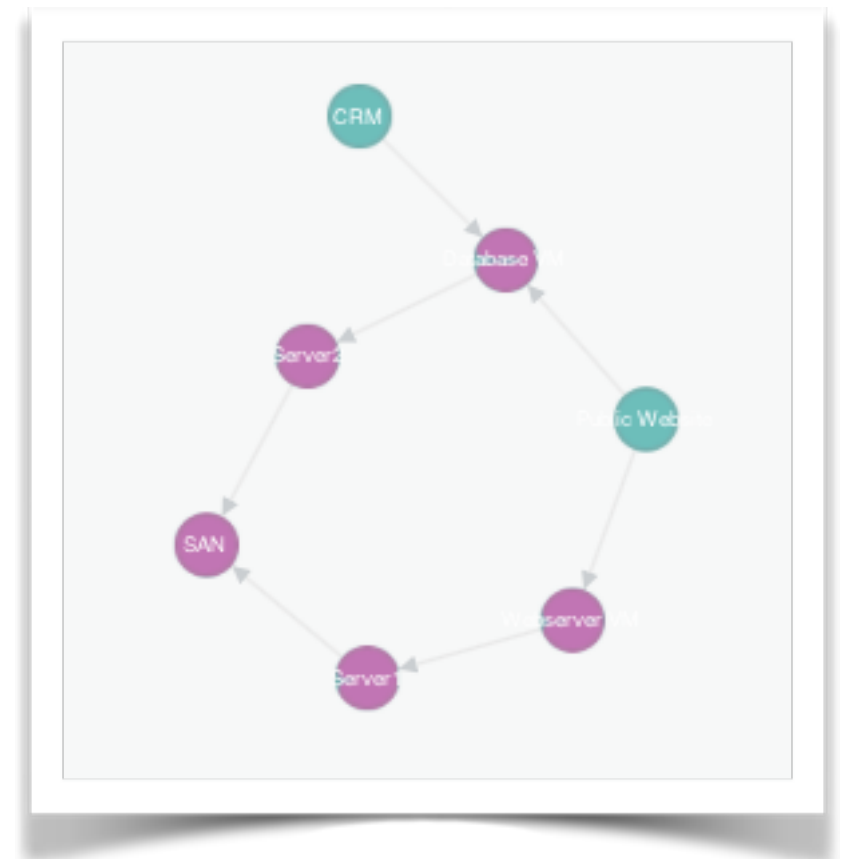 CRM
Database VM
Server2
Public Website
SAN
Webserver VM
Server1